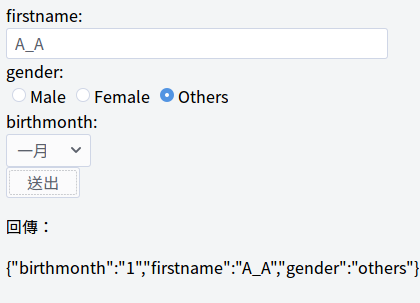 firstname:
A_A
gender:
Male Female Others
birthmonth:
一月
送出
回傳：
{"birthmonth":"1","firstname":"A_A","gender":"others"}